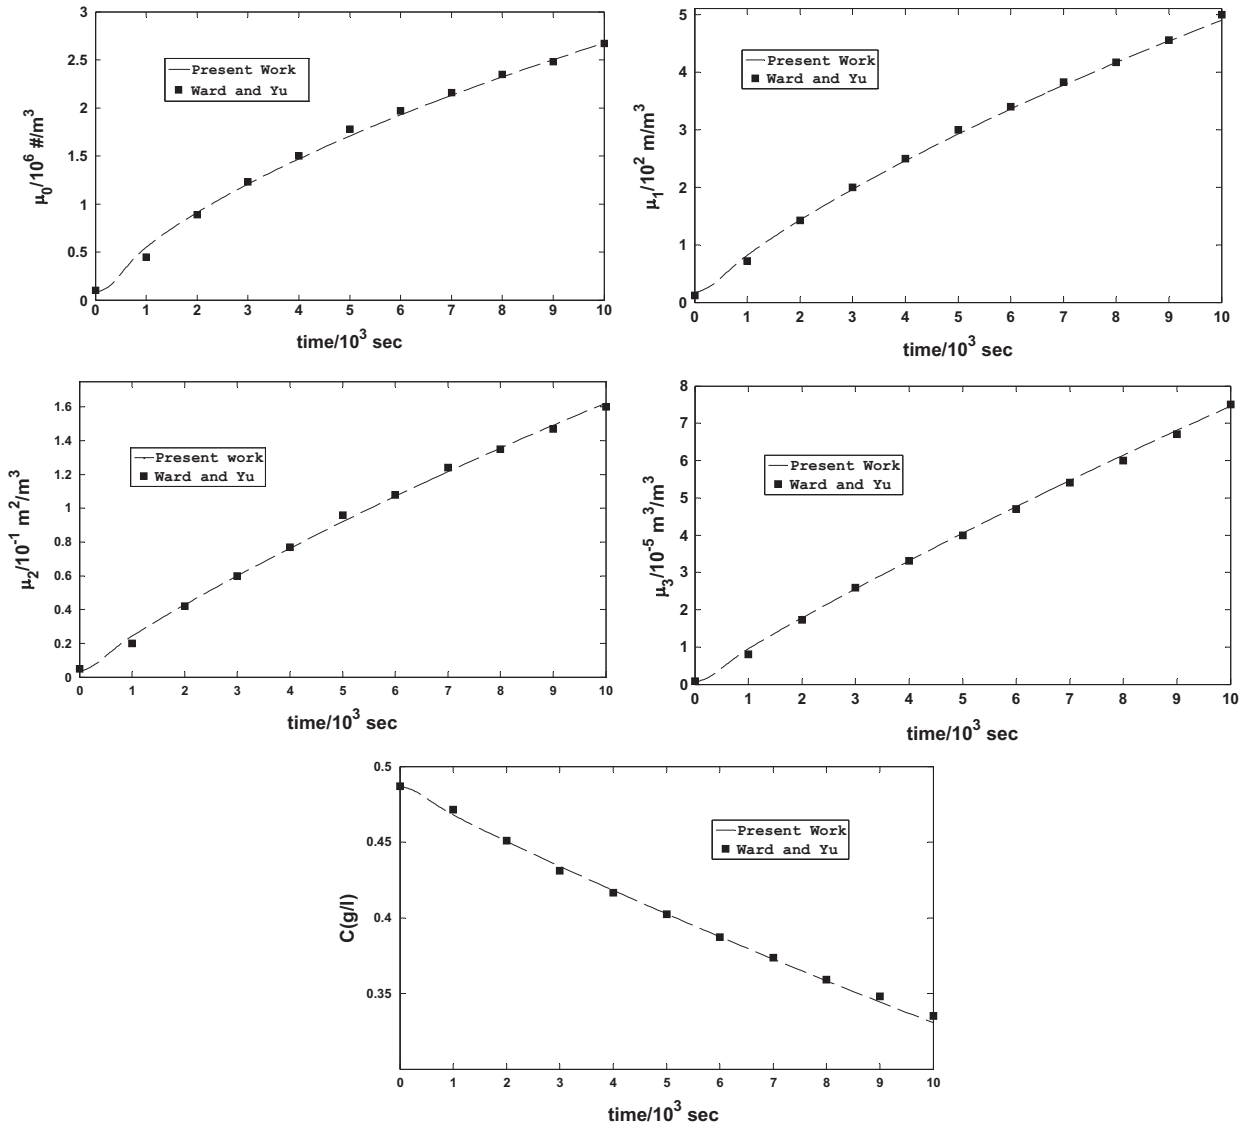 3
2.5
2
1.5
1
0.5
0
μ0/10^6 #/m^3
Present Work
Ward and Yu
0 1 2 3 4 5 6 7 8 9 10
time/10^3 sec
5
4
3
2
1
0
μ1/10^2 m/m^3
Present Work
Ward and Yu
0 1 2 3 4 5 6 7 8 9 10
time/10^3 sec
1.6
1.4
1.2
1
0.8
0.6
0.4
0.2
0
μ2/10^-1 m^2/m^3
Present work
Ward and Yu
0 1 2 3 4 5 6 7 8 9 10
time/10^3 sec
8
7
6
5
4
3
2
1
0
μ3/10^-5 m^3/m^3
Present Work
Ward and Yu
0 1 2 3 4 5 6 7 8 9 10
time/10^3 sec
0.5
0.45
0.4
0.35
C(g/l)
Present Work
Ward and Yu
0 1 2 3 4 5 6 7 8 9 10
time/10^3 sec